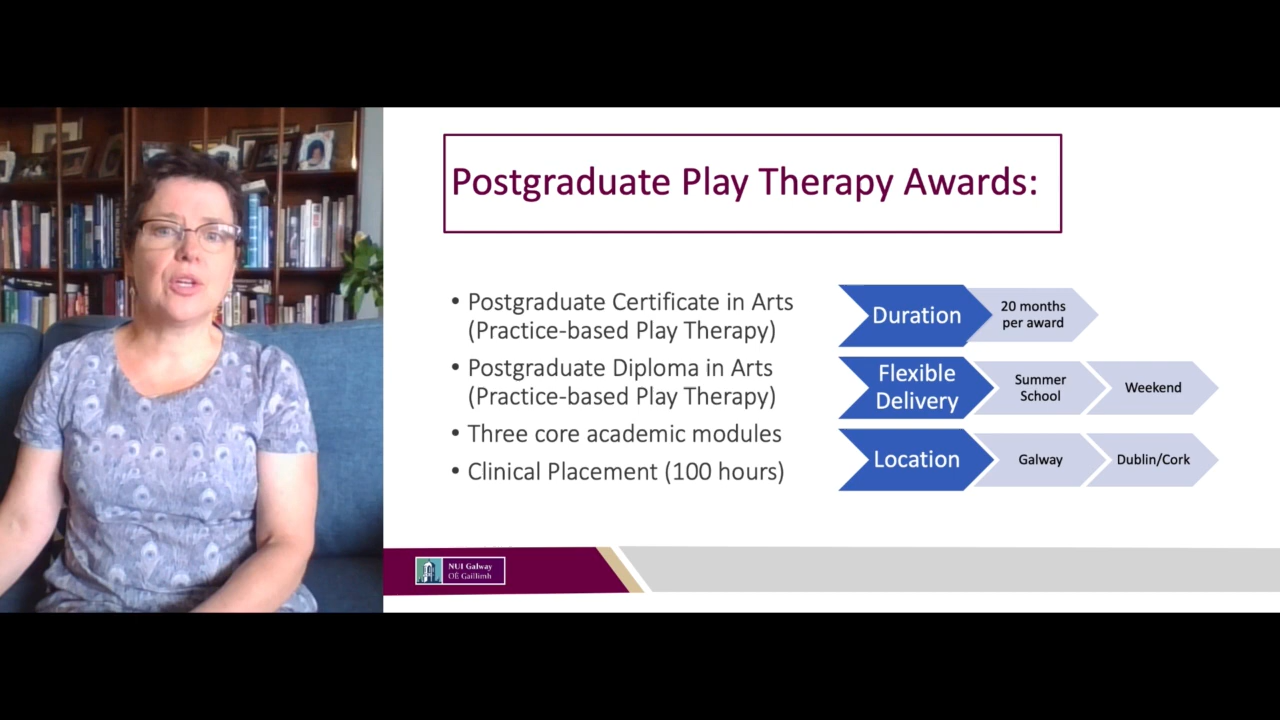 Postgraduate Play Therapy Awards:
• Postgraduate Certificate in Arts
(Practice-based Play Therapy)
• Postgraduate Diploma in Arts
(Practice-based Play Therapy)
• Three core academic modules
• Clinical Placement (100 hours)
Duration
20 months
per award
Flexible
Delivery
Summer
School
Weekend
Location
Galway
Dublin/Cork
NUI Galway
OÉ Gaillimh